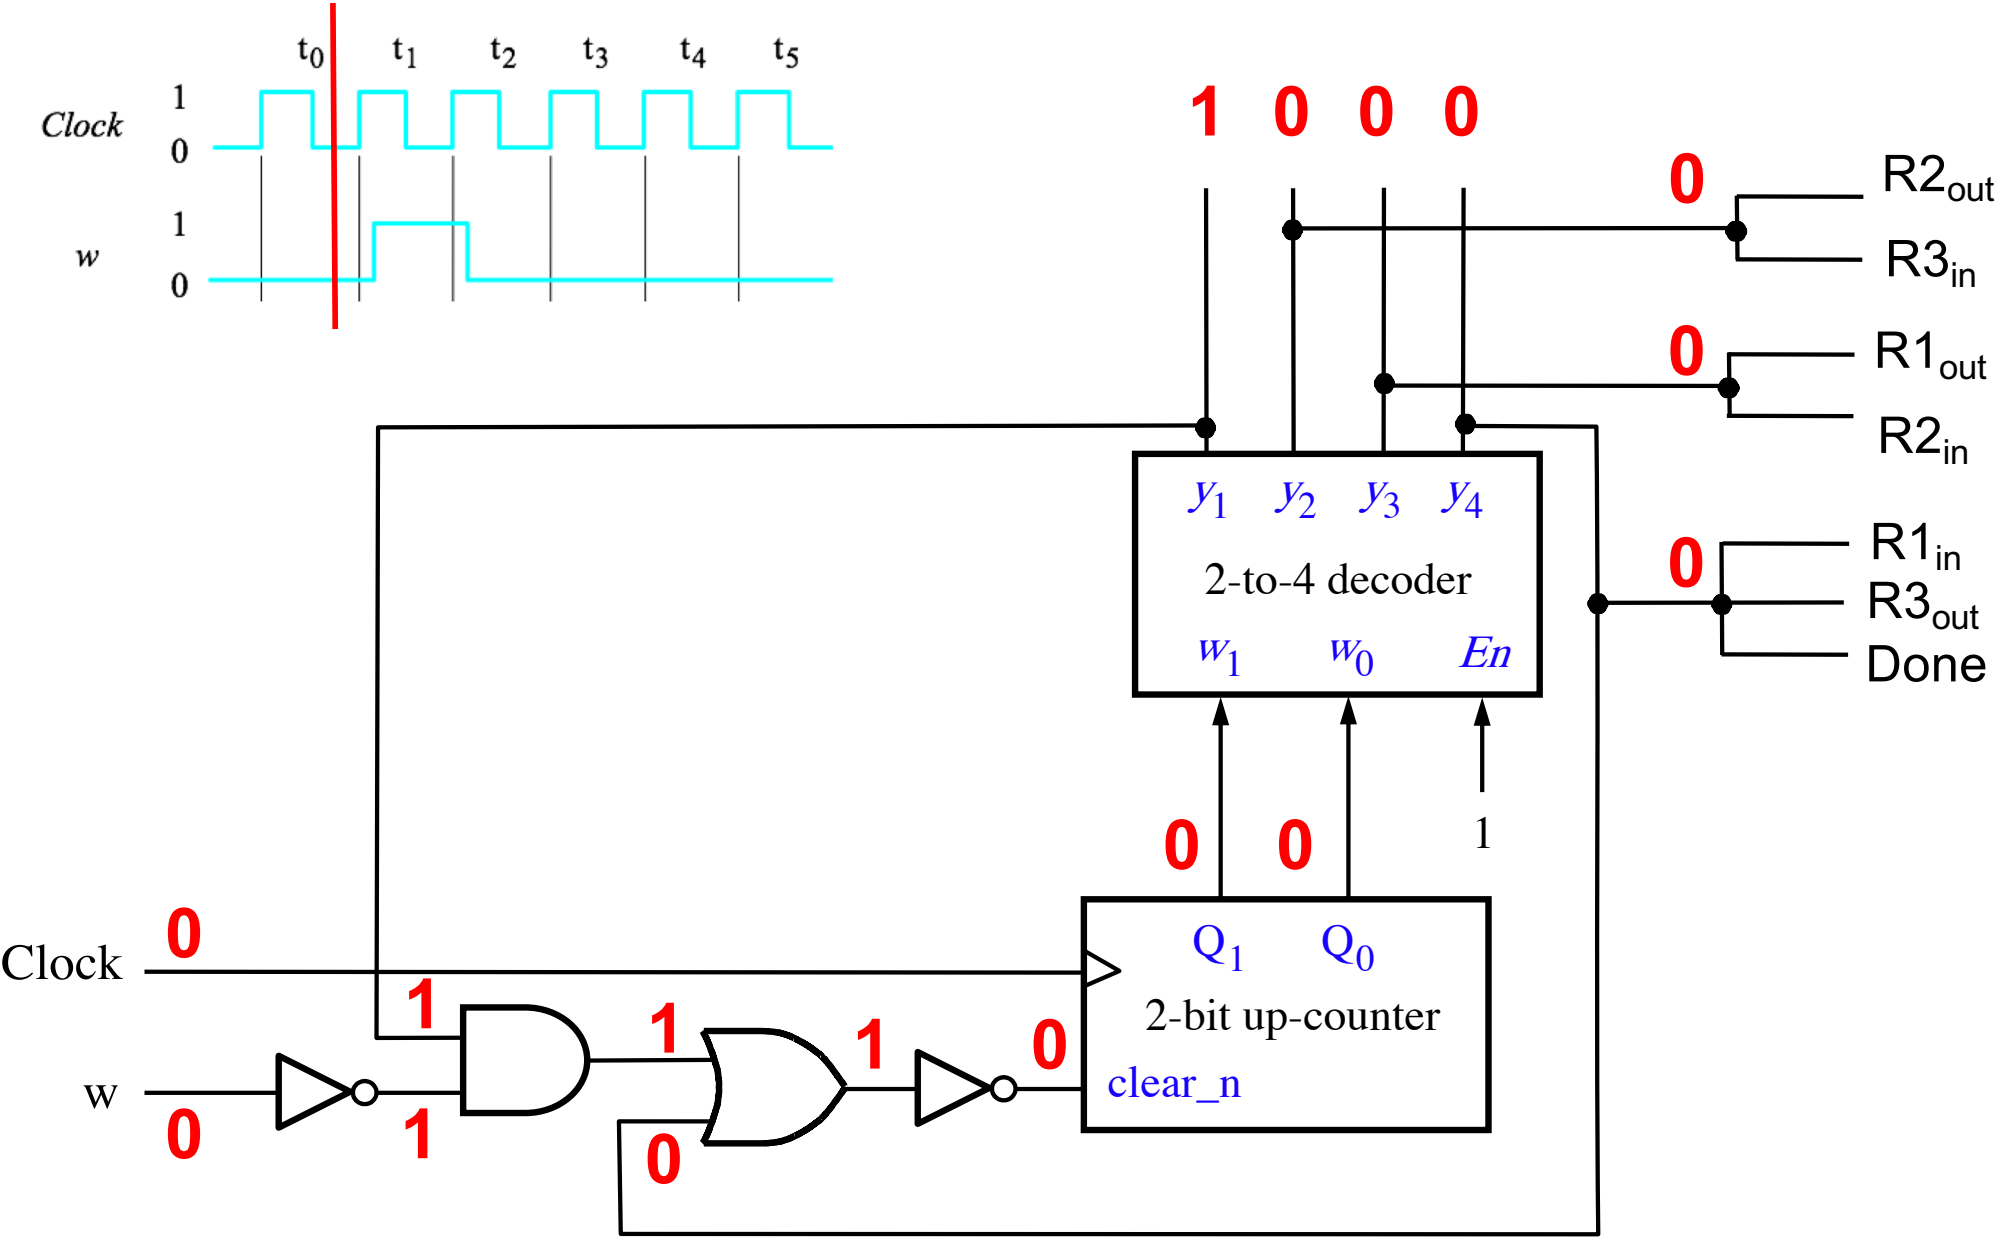 t0 t1 t2 t3 t4 t5
1
Clock
0
1
w
0
1 0 0 0
0 R2out
R3in
0 R1out
R2in
y1 y2 y3 y4
2-to-4 decoder
w1 w0 En
0 R1in
R3out
Done
0 0 1
Q1 Q0
2-bit up-counter
clear_n
Clock 0
1 1 1 0
w 0 1 0